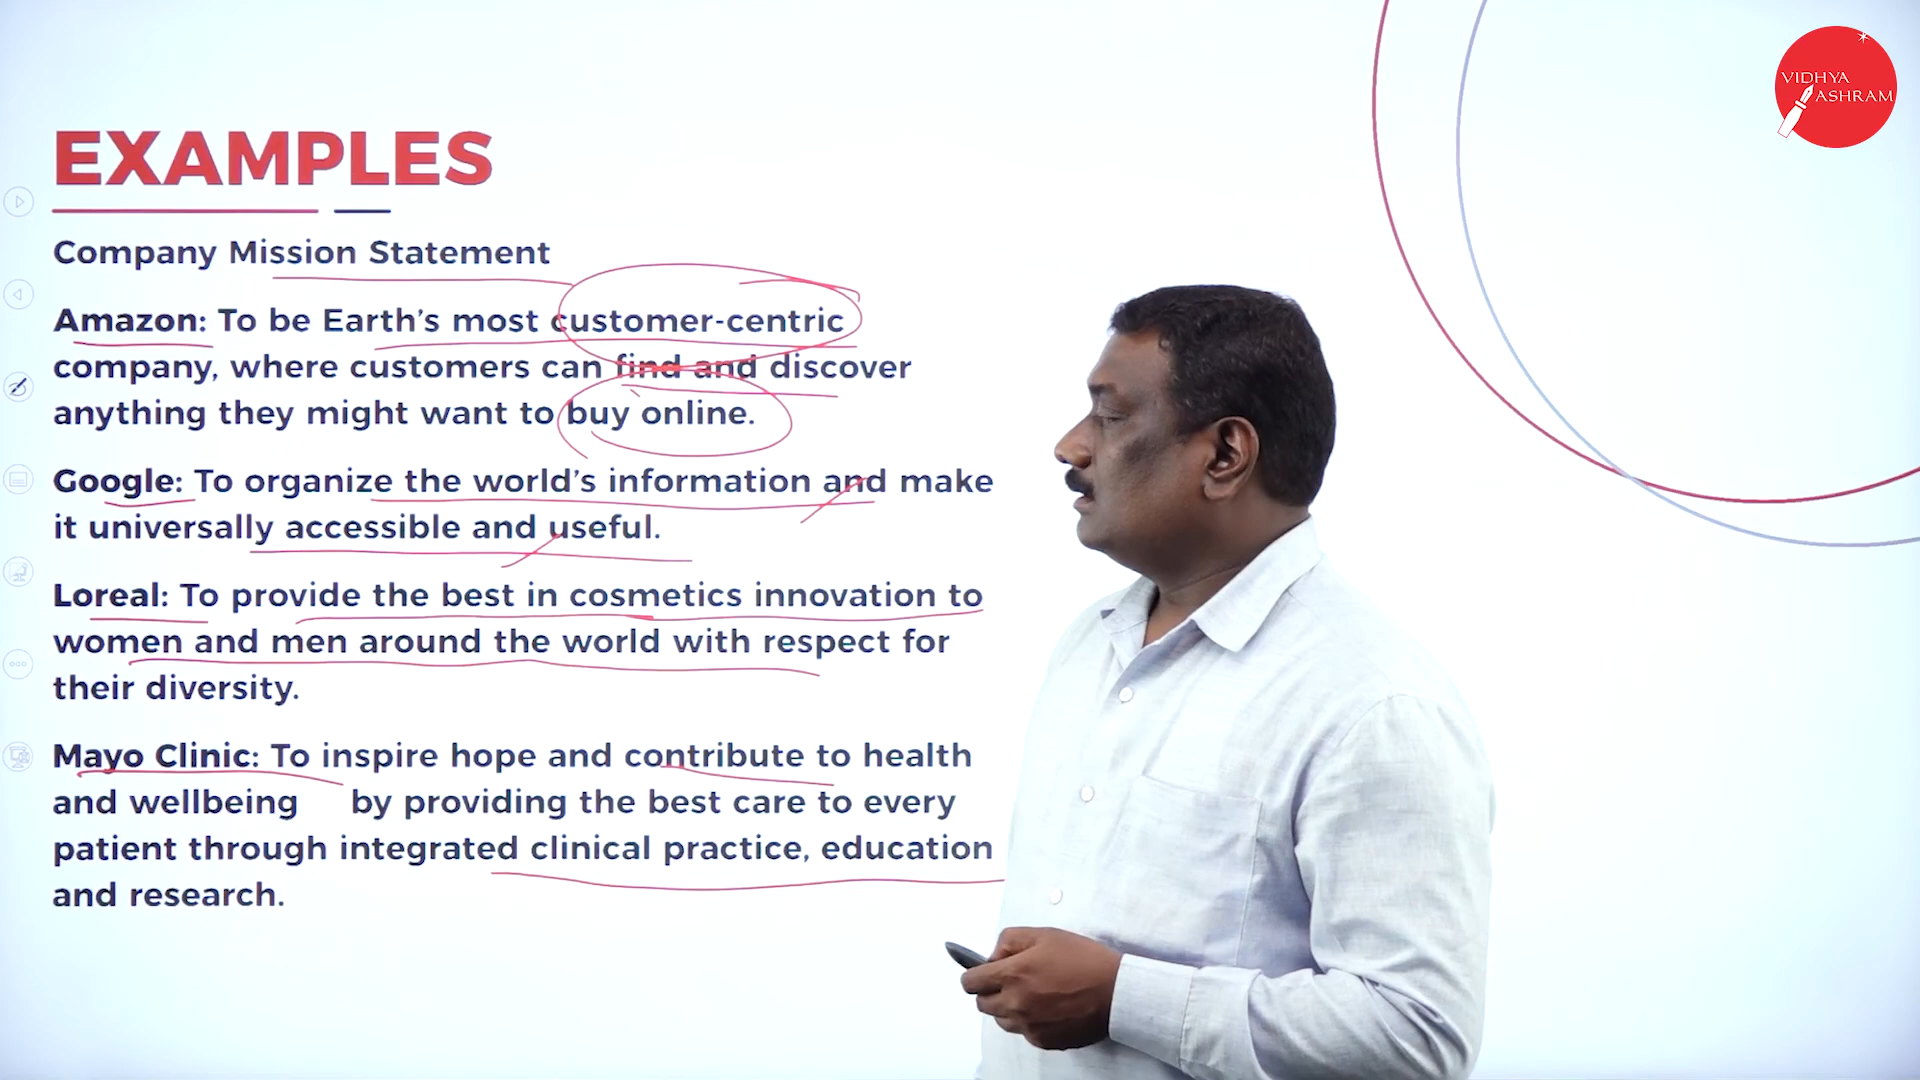 VIDHYA
ASHRAM
EXAMPLES
Company Mission Statement
Amazon: To be Earth's most customer-centric
company, where customers can find and discover
anything they might want to buy online.
Google: To organize the world's information and make
it universally accessible and useful.
Loreal: To provide the best in cosmetics innovation to
women and men around the world with respect for
their diversity.
Mayo Clinic: To inspire hope and contribute to health
and wellbeing by providing the best care to every
patient through integrated clinical practice, education
and research.